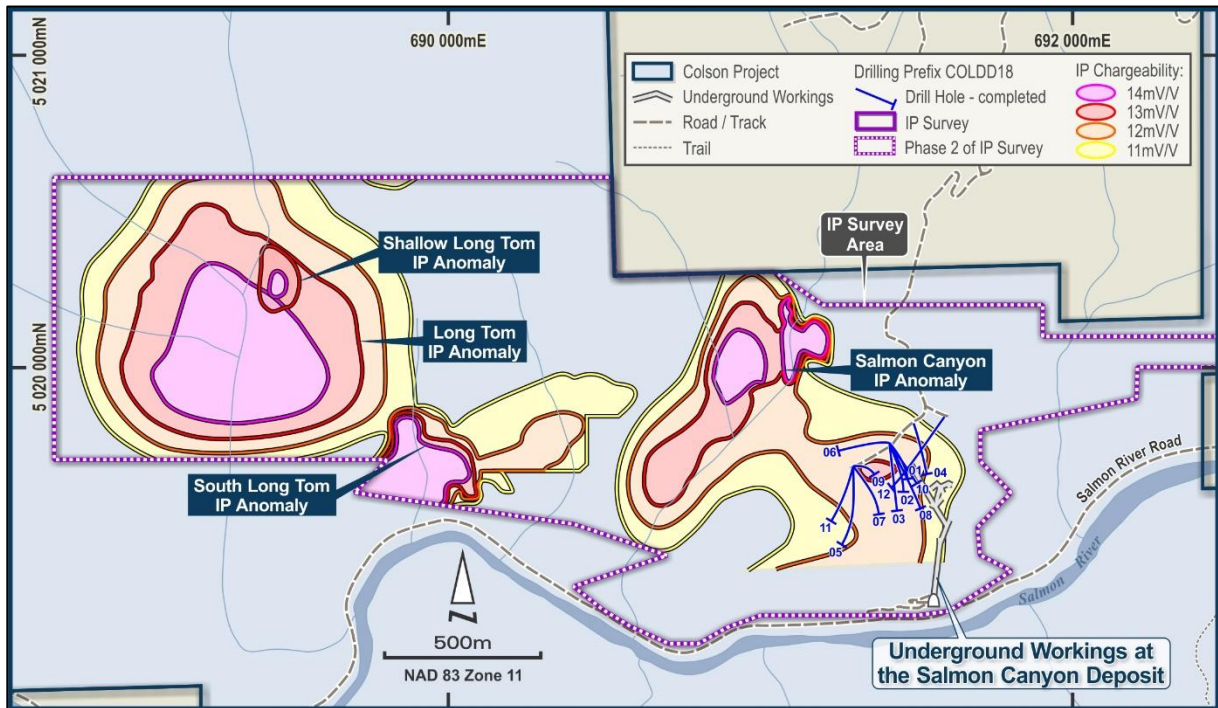 690 000mE
692 000mE
5 021 000mN
5 020 000mN
Colson Project
Underground Workings
Road / Track
Trail
Drilling Prefix COLDD18
Drill Hole - completed
IP Survey
Phase 2 of IP Survey
IP Chargeability:
14mV/V
13mV/V
12mV/V
11mV/V
IP Survey
Area
Shallow Long Tom
IP Anomaly
Long Tom
IP Anomaly
Salmon Canyon
IP Anomaly
South Long Tom
IP Anomaly
06
09
01
04
12
02
10
11
07
03
08
05
Salmon River Road
Salmon River
N
500m
NAD 83 Zone 11
Underground Workings at
the Salmon Canyon Deposit